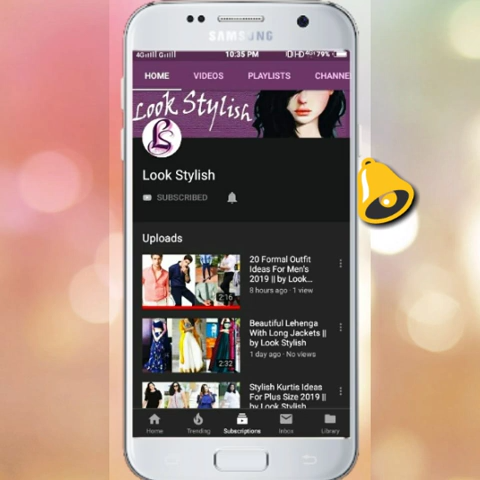 SAMSUNG
10:35 PM
79%
HOME VIDEOS PLAYLISTS CHANNE
Look Stylish
LS
Look Stylish
SUBSCRIBED
Uploads
20 Formal Outfit
Ideas For Men's
2019 || by Look...
8 hours ago · 1 view
2:16
Beautiful Lehenga
With Long Jackets ||
by Look Stylish
1 day ago · No views
2:32
Stylish Kurtis Ideas
For Plus Size 2019 ||
by Look Stylish
Home Trending Subscriptions Inbox Library